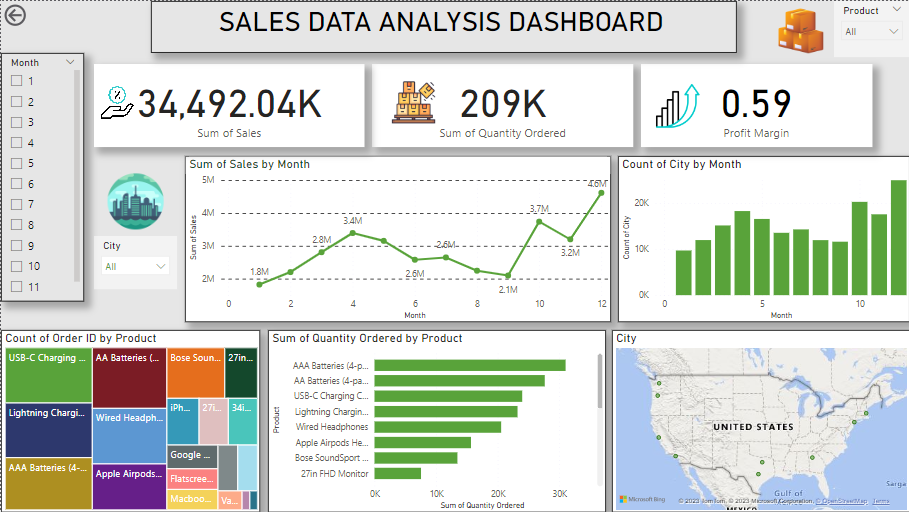 SALES DATA ANALYSIS DASHBOARD
Product
All
Month
1
2
3
4
5
6
7
8
9
10
11
34,492.04K
Sum of Sales
209K
Sum of Quantity Ordered
0.59
Profit Margin
City
All
Sum of Sales by Month
Sum of Sales
5M
4M
3M
2M
1.8M
2.8M
3.4M
2.6M
2.6M
2.1M
3.7M
3.2M
4.6M
0 2 4 6 8 10 12
Month
Count of City by Month
Count of City
20K
10K
0K
0 5 10
Month
Count of Order ID by Product
USB-C Charging ...
Lightning Chargi...
AAA Batteries (4-...
AA Batteries (...
Wired Headph...
Apple Airpods...
Bose Soun...
27in...
iPh...
27i...
34i...
Google ...
Flatscree...
Macboo...
Va...
Sum of Quantity Ordered by Product
Product
AAA Batteries (4-p...
AA Batteries (4-pa...
USB-C Charging C...
Lightning Chargin...
Wired Headphones
Apple Airpods He...
Bose SoundSport ...
27in FHD Monitor
0K 10K 20K 30K
Sum of Quantity Ordered
City
UNITED STATES
Gulf of
MEXICO
Sarga
Microsoft Bing
© 2023 TomTom, © 2023 Microsoft Corporation, © OpenStreetMap Terms